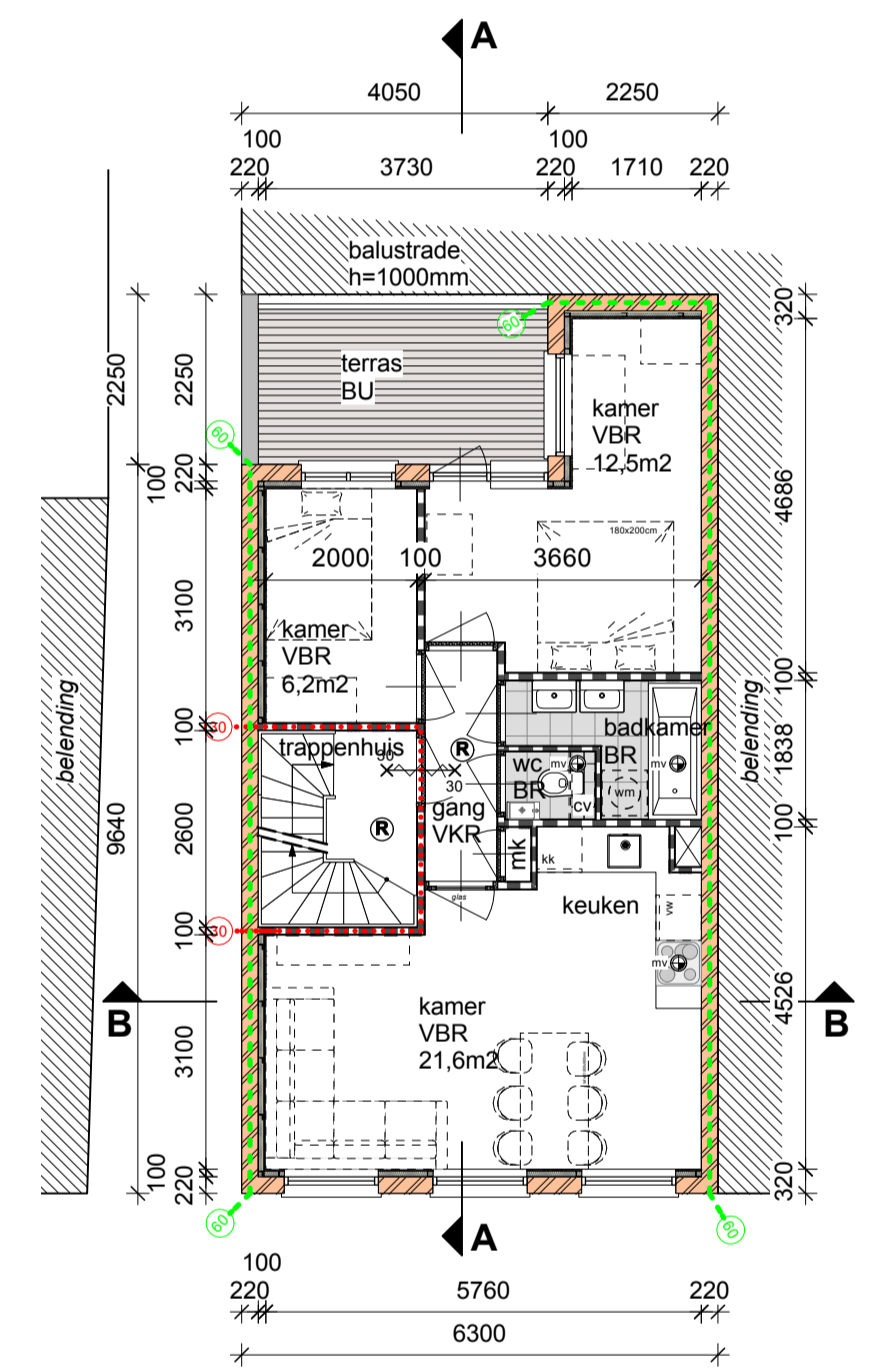 A
4050
2250
100
100
220
3730
220
1710
220
balustrade
h=1000mm
320
60
terras
BU
2250
2250
60
kamer
VBR
12,5m2
220
100
4686
180x200cm
2000
100
3660
3100
kamer
VBR
6,2m2
100
belending
belending
30
100
trappenhuis
badkamer
BR
R
30
wc
BR
mv
mv
1838
30
wm
cv
gang
VKR
9640
2600
R
100
mk
kk
glas
keuken
vw
30
100
mv
B
B
kamer
VBR
21,6m2
4526
3100
100
220
320
60
60
A
100
220
5760
220
6300